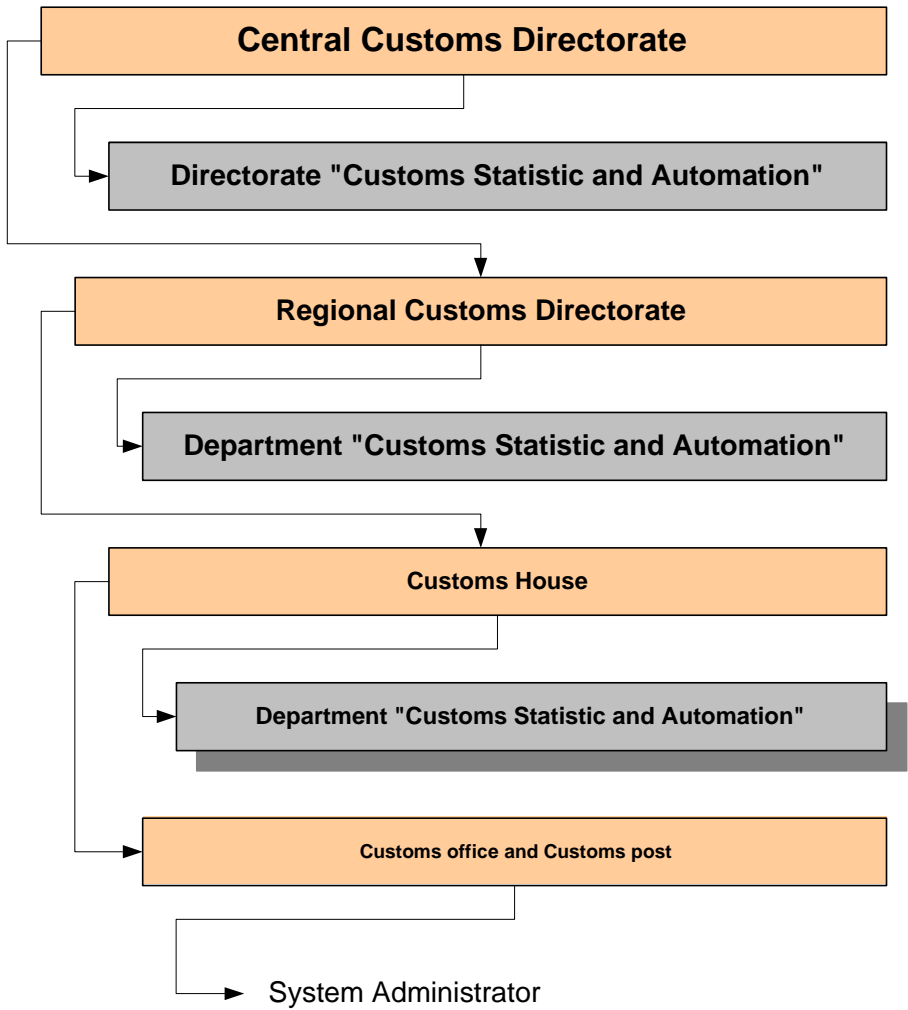 Central Customs Directorate
Directorate "Customs Statistic and Automation"
Regional Customs Directorate
Department "Customs Statistic and Automation"
Customs House
Department "Customs Statistic and Automation"
Customs office and Customs post
System Administrator